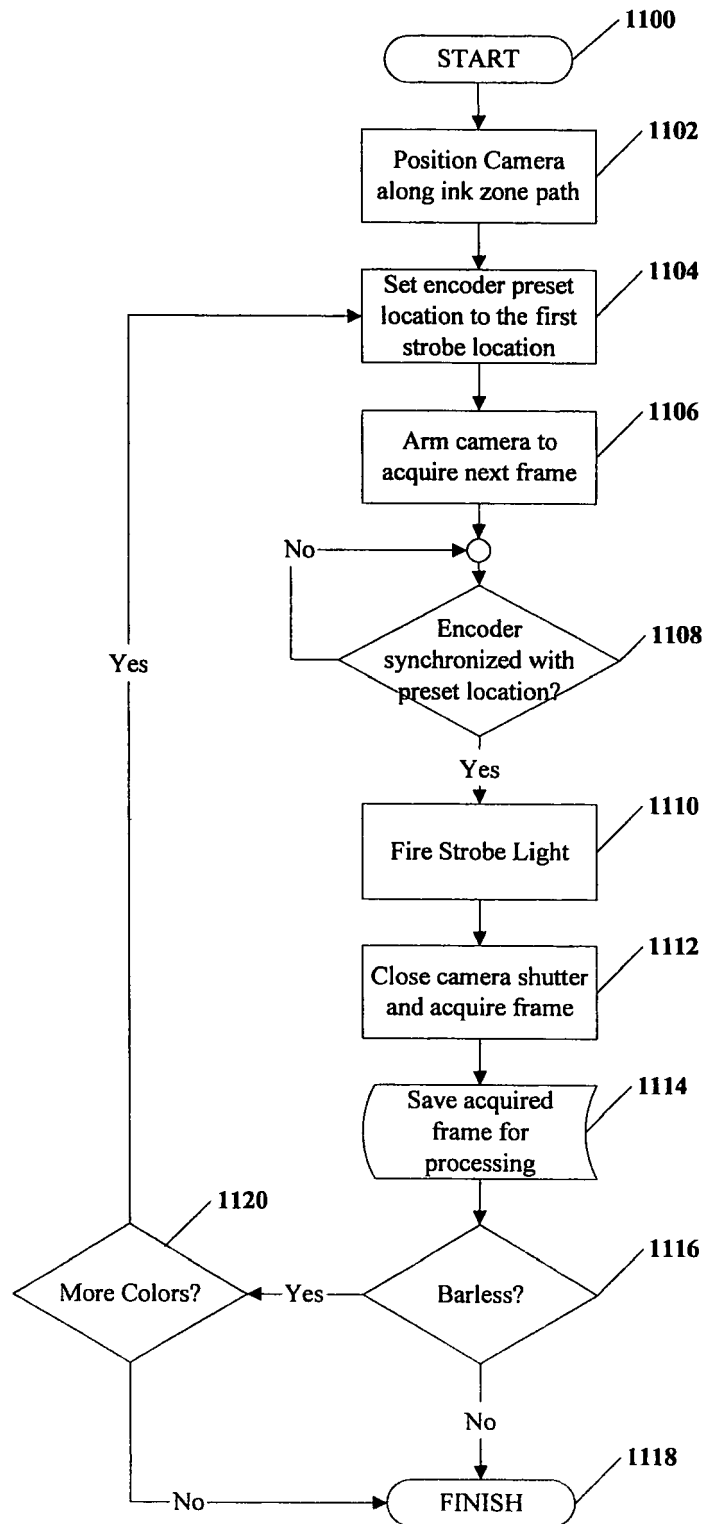 1100
START
1102
Position Camera
along ink zone path
1104
Set encoder preset
location to the first
strobe location
1106
Arm camera to
acquire next frame
No
1108
Encoder
synchronized with
preset location?
Yes
Yes
1110
Fire Strobe Light
1112
Close camera shutter
and acquire frame
1114
Save acquired
frame for
processing
1120
1116
More Colors?
Yes
Barless?
No
1118
No
FINISH